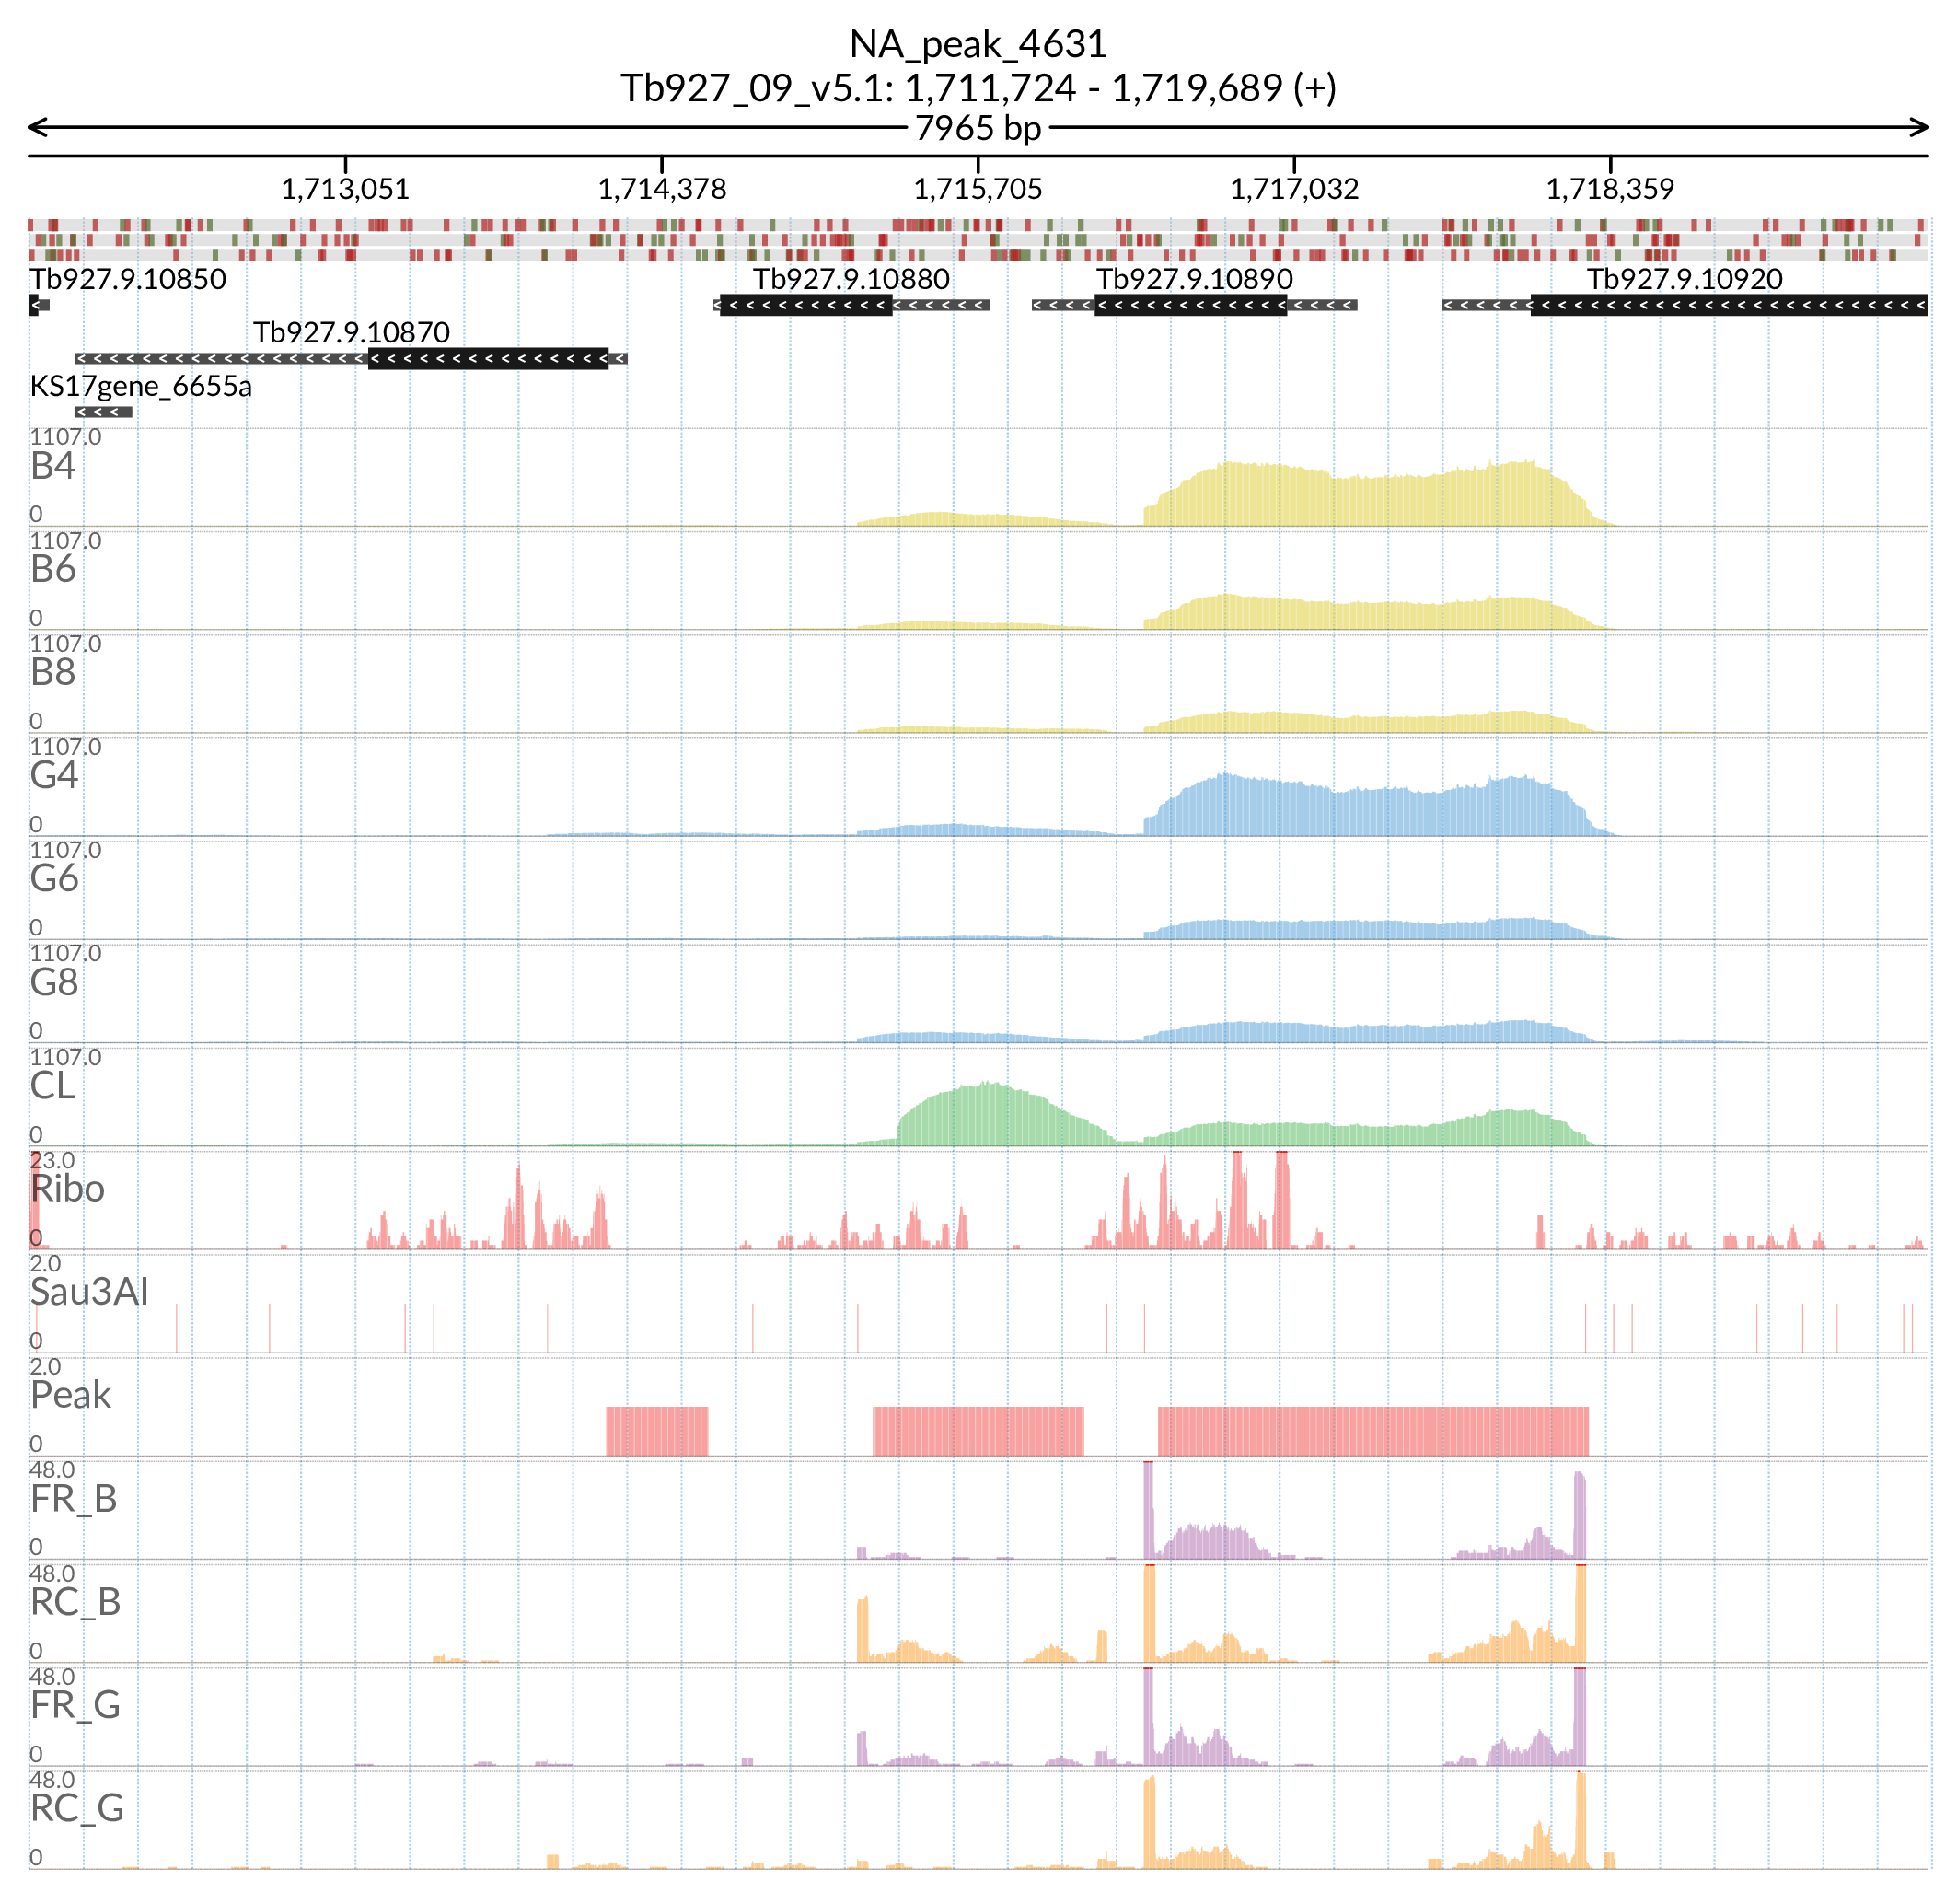 NA_peak_4631
Tb927_09_v5.1: 1,711,724 - 1,719,689 (+)
7965 bp
1,713,051 1,714,378 1,715,705 1,717,032 1,718,359
Tb927.9.10850 Tb927.9.10880 Tb927.9.10890 Tb927.9.10920
Tb927.9.10870
KS17gene_6655a
1107.0
B4
0
1107.0
B6
0
1107.0
B8
0
1107.0
G4
0
1107.0
G6
0
1107.0
G8
0
1107.0
CL
0
23.0
Ribo
0
2.0
Sau3AI
0
2.0
Peak
0
48.0
FR_B
0
48.0
RC_B
0
48.0
FR_G
0
48.0
RC_G
0